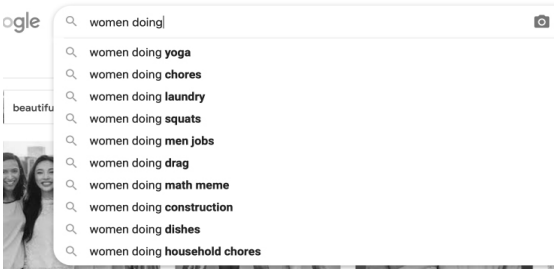 ogle
women doing
women doing yoga
women doing chores
women doing laundry
beautifu
women doing squats
women doing men jobs
women doing drag
women doing math meme
women doing construction
women doing dishes
women doing household chores